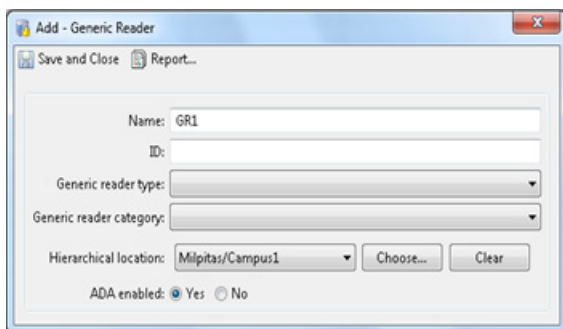 Add - Generic Reader
Save and Close Report...
Name: GR1
ID:
Generic reader type:
Generic reader category:
Hierarchical location: Milpitas/Campus1 Choose... Clear
ADA enabled: Yes No